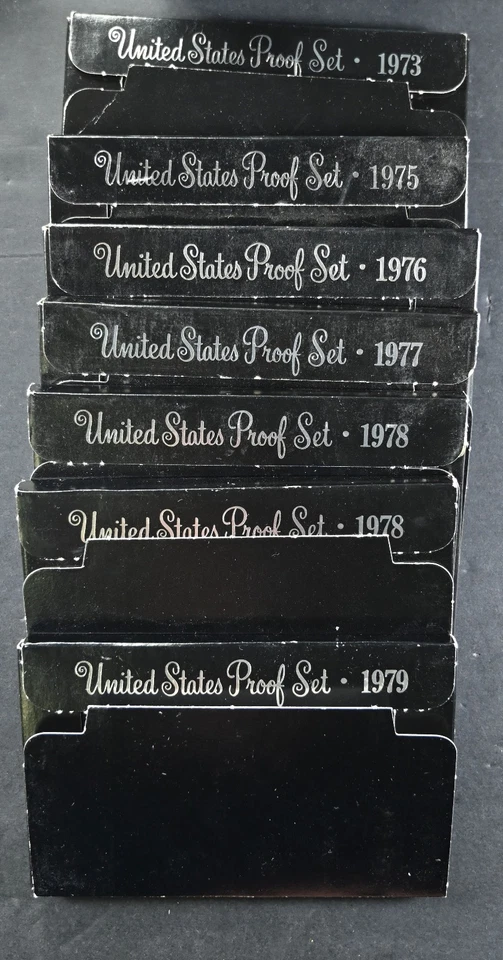 United States Proof Set • 1973
United States Proof Set • 1975
United States Proof Set • 1976
United States Proof Set • 1977
United States Proof Set • 1978
United States Proof Set • 1978
United States Proof Set • 1979